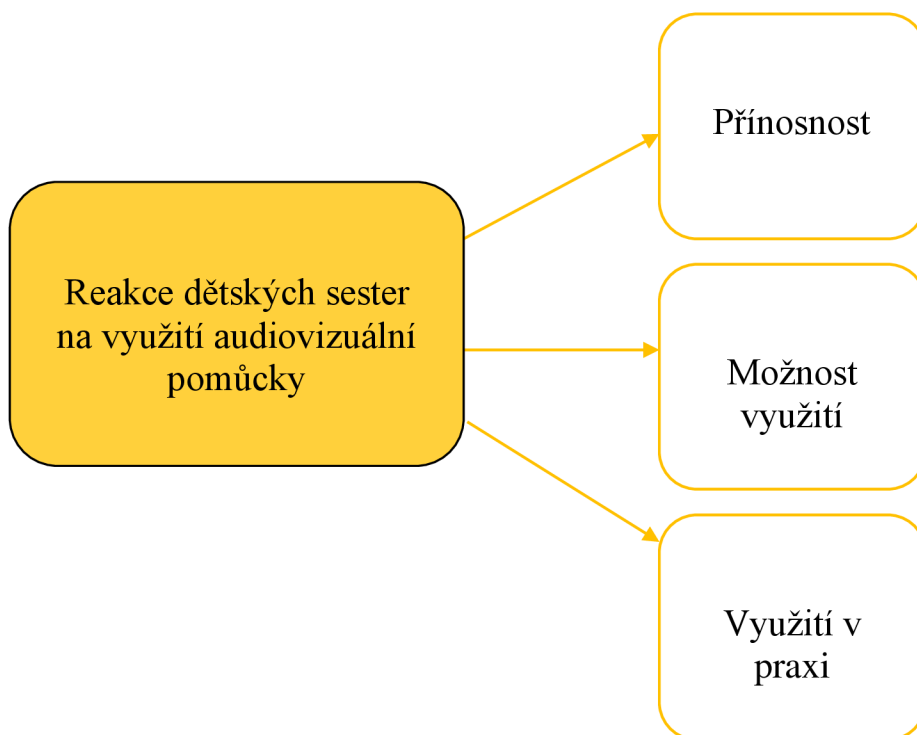 Reakce dětských sester
na využití audiovizuální
pomůcky
Přínosnost
Možnost
využití
Využití v
praxi